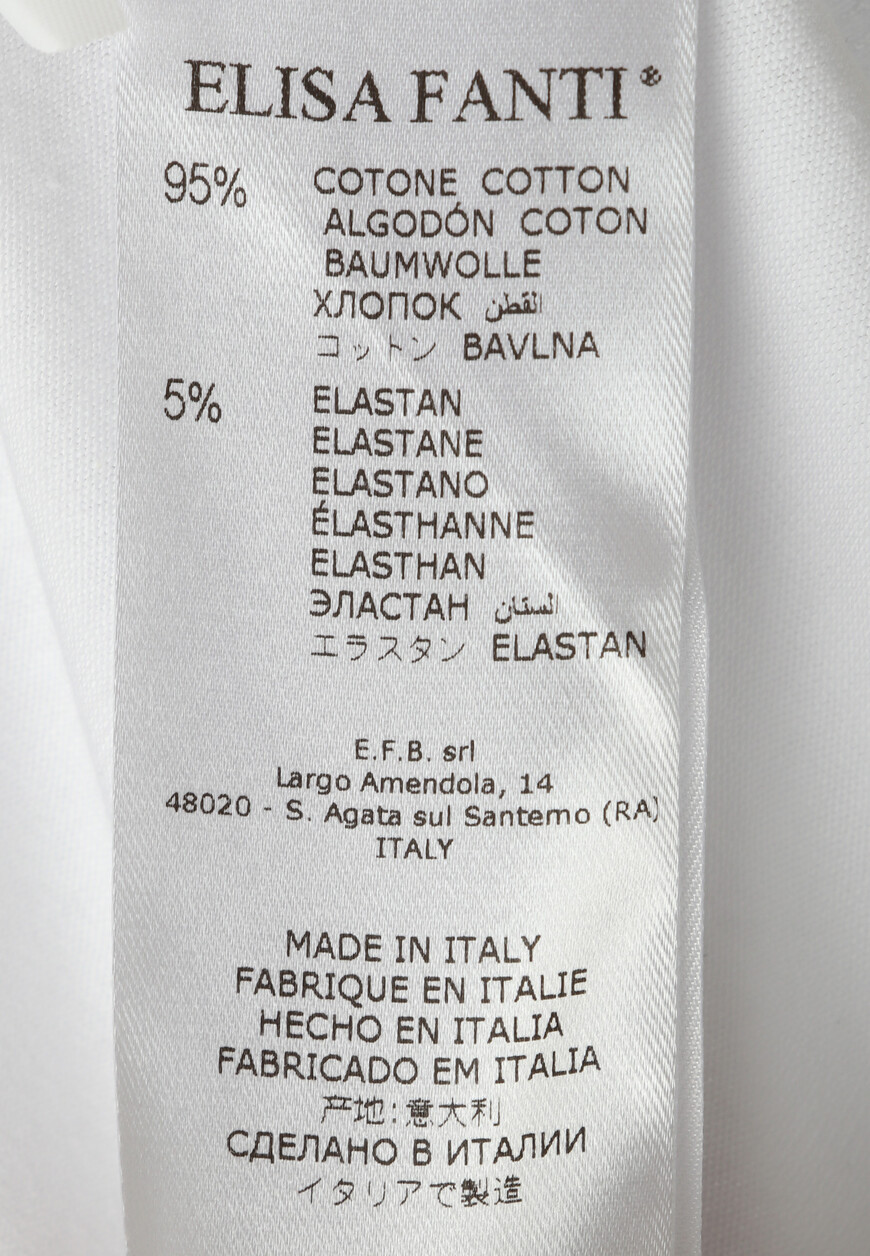 ELISA FANTI®
95% COTONE COTTON
ALGODÓN COTON
BAUMWOLLE
ХЛОПОК القطن
コットン BAVLNA
5% ELASTAN
ELASTANE
ELASTANO
ÉLASTHANNE
ELASTHAN
ЭЛАСТАН الستان
エラスタン ELASTAN
E.F.B. srl
Largo Amendola, 14
48020 - S. Agata sul Santemo (RA)
ITALY
MADE IN ITALY
FABRIQUE EN ITALIE
HECHO EN ITALIA
FABRICADO EM ITALIA
产地:意大利
СДЕЛАНО В ИТАЛИИ
イタリアで製造